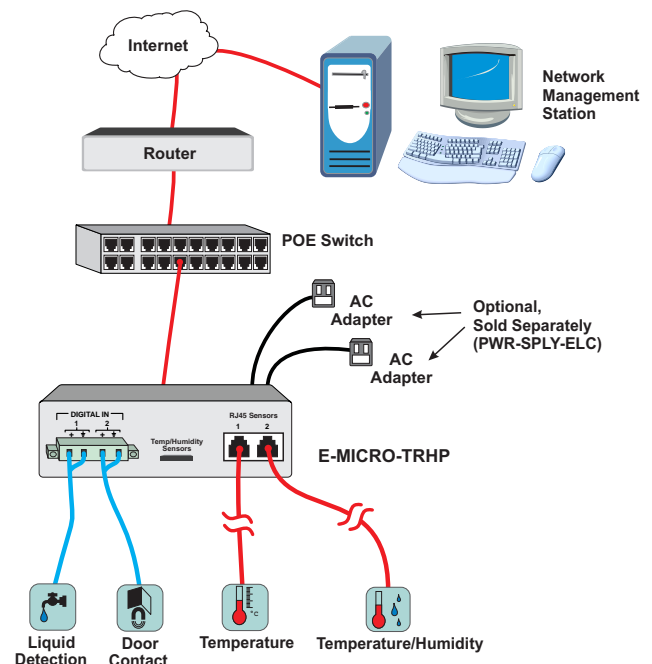 Internet
Network
Management
Station
Router
POE Switch
AC
Adapter
Optional,
Sold Separately
(PWR-SPLY-ELC)
AC
Adapter
DIGITAL IN
1 2
+ +
Temp/Humidity
Sensors
RJ45 Sensors
1 2
E-MICRO-TRHP
°C
Liquid
Detection
Door
Contact
Temperature
Temperature/Humidity